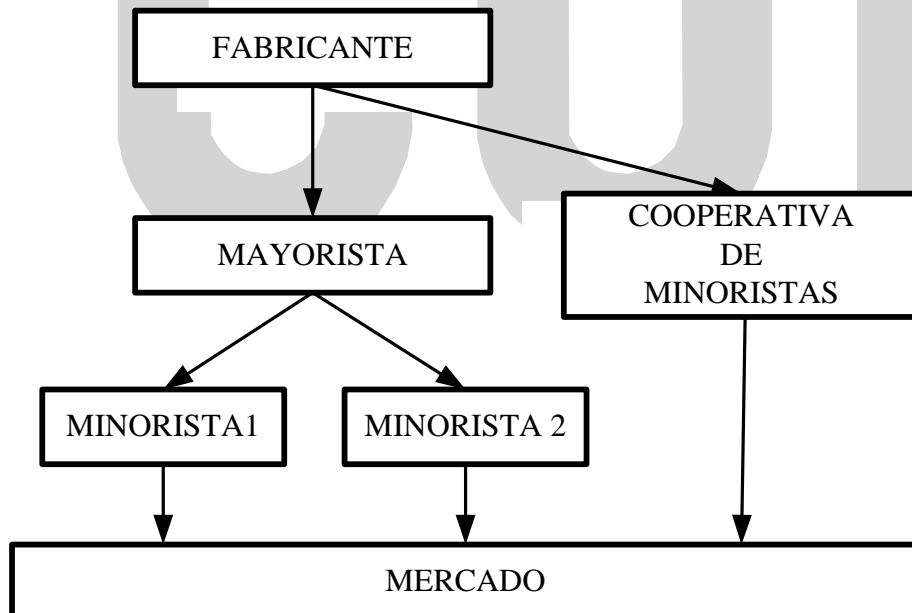 FABRICANTE
MAYORISTA
COOPERATIVA
DE
MINORISTAS
MINORISTA1
MINORISTA 2
MERCADO